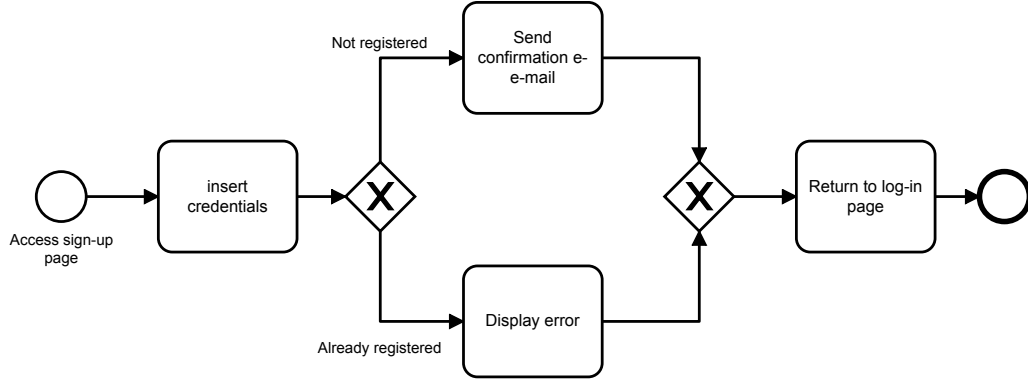 Access sign-up
page
insert
credentials
Not registered
Send
confirmation e-
e-mail
X
Already registered
Display error
X
Return to log-in
page